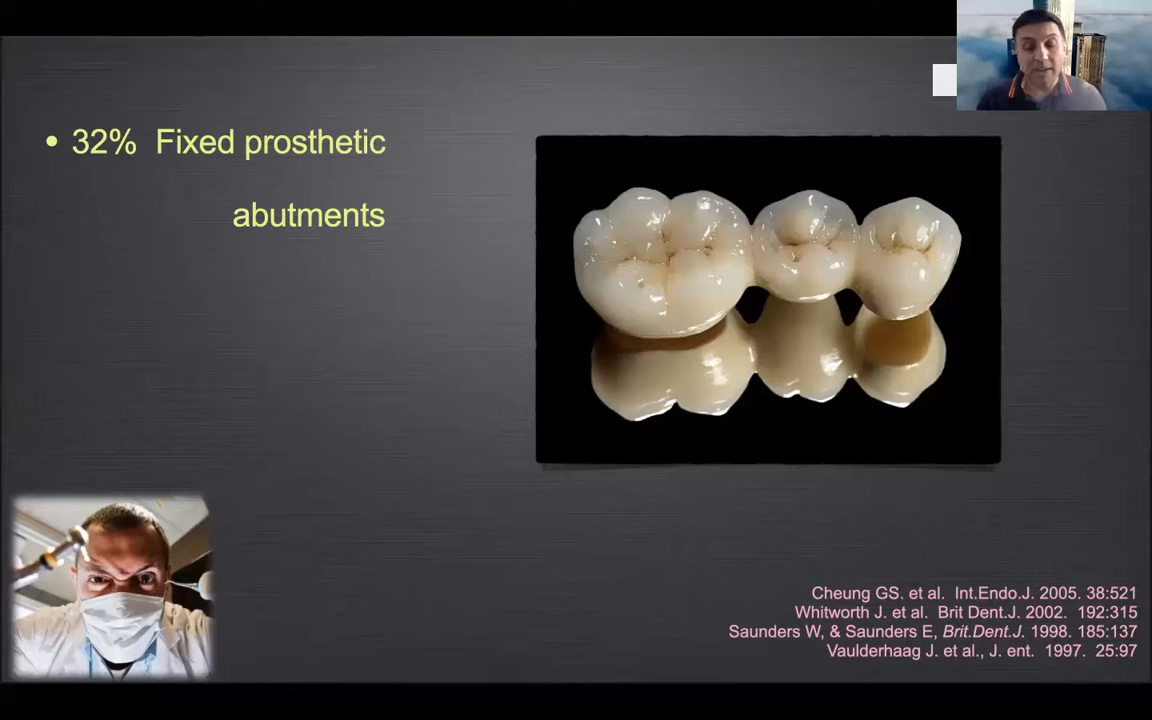 • 32% Fixed prosthetic
abutments
Cheung GS. et al. Int.Endo.J. 2005. 38:521
Whitworth J. et al. Brit Dent.J. 2002. 192:315
Saunders W, & Saunders E, Brit.Dent.J. 1998. 185:137
Vaulderhaag J. et al., J. ent. 1997. 25:97